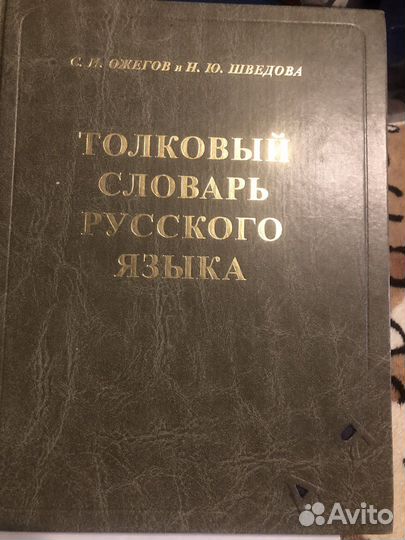 С. И. ОЖЕГОВ и Н. Ю. ШВЕДОВА
ТОЛКОВЫЙ
СЛОВАРЬ
РУССКОГО
ЯЗЫКА
Avito